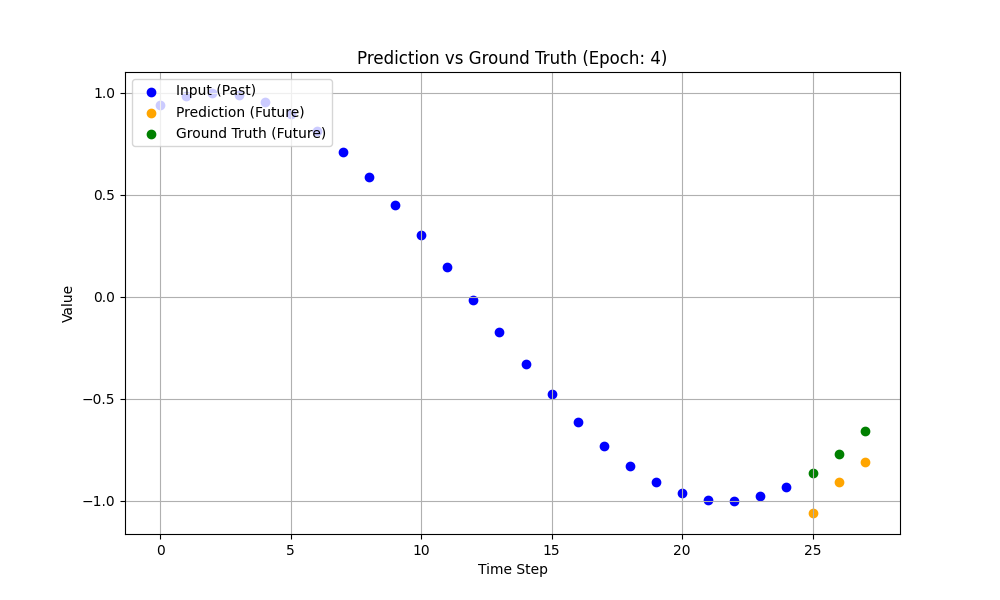 Prediction vs Ground Truth (Epoch: 4)
Input (Past)
Prediction (Future)
Ground Truth (Future)
1.0
0.5
0.0
−0.5
−1.0
Value
0 5 10 15 20 25
Time Step